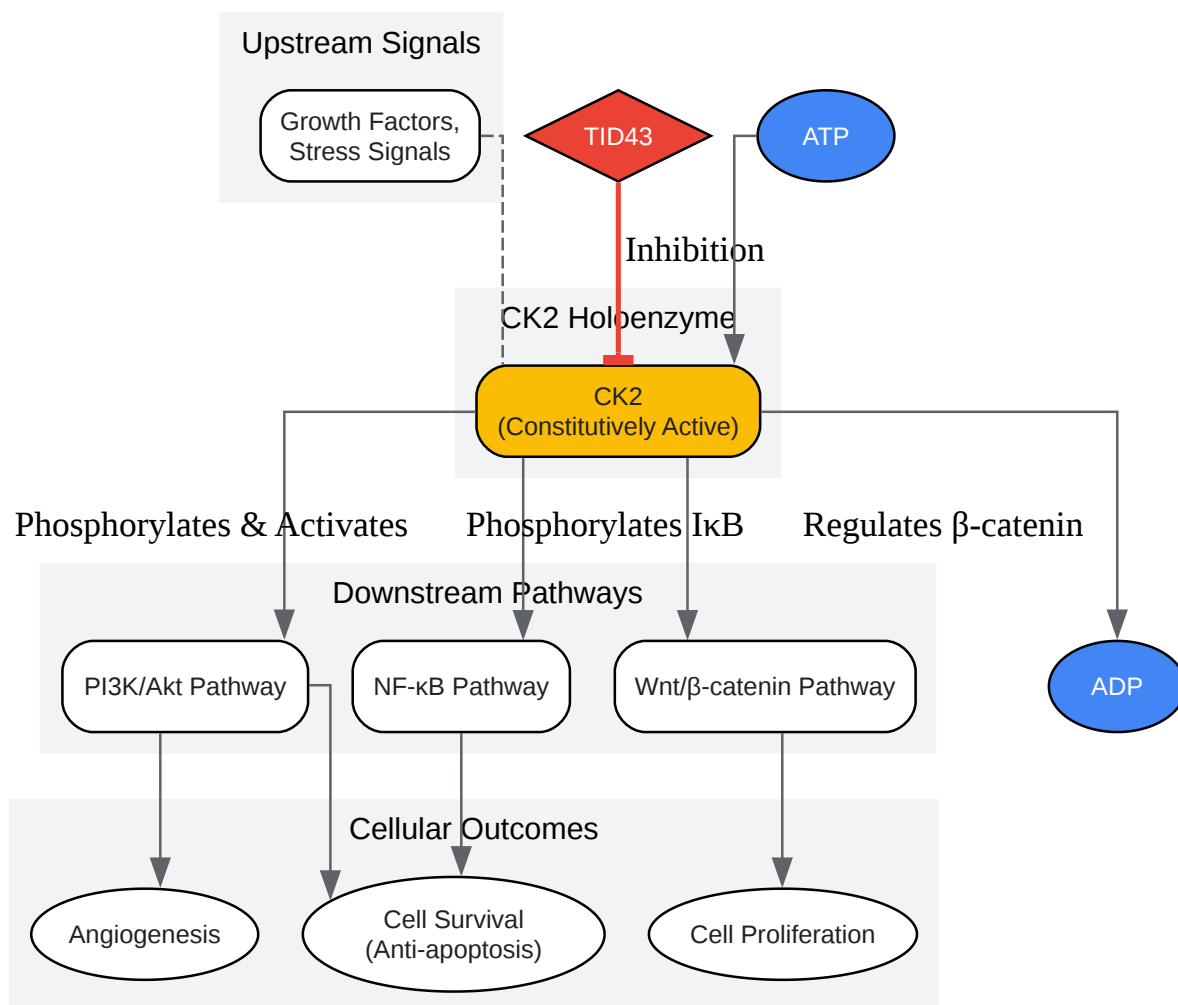 Upstream Signals
Growth Factors,
Stress Signals
TID43
ATP
Inhibition
CK2 Holoenzyme
CK2
(Constitutively Active)
Phosphorylates & Activates
Phosphorylates IκB
Regulates β-catenin
Downstream Pathways
PI3K/Akt Pathway
NF-κB Pathway
Wnt/β-catenin Pathway
ADP
Cellular Outcomes
Angiogenesis
Cell Survival
(Anti-apoptosis)
Cell Proliferation